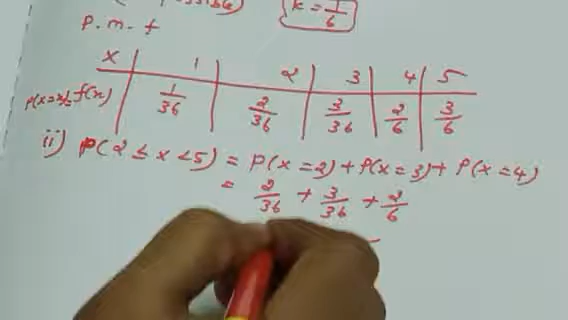 K = 1/6
P.m.f
X 1 2 3 4 5
P(X=x)=f(x) 1/36 2/36 3/36 2/6 3/6
ii) P(2 ≤ x < 5) = P(x=2) + P(x=3) + P(x=4)
= 2/36 + 3/36 + 2/6